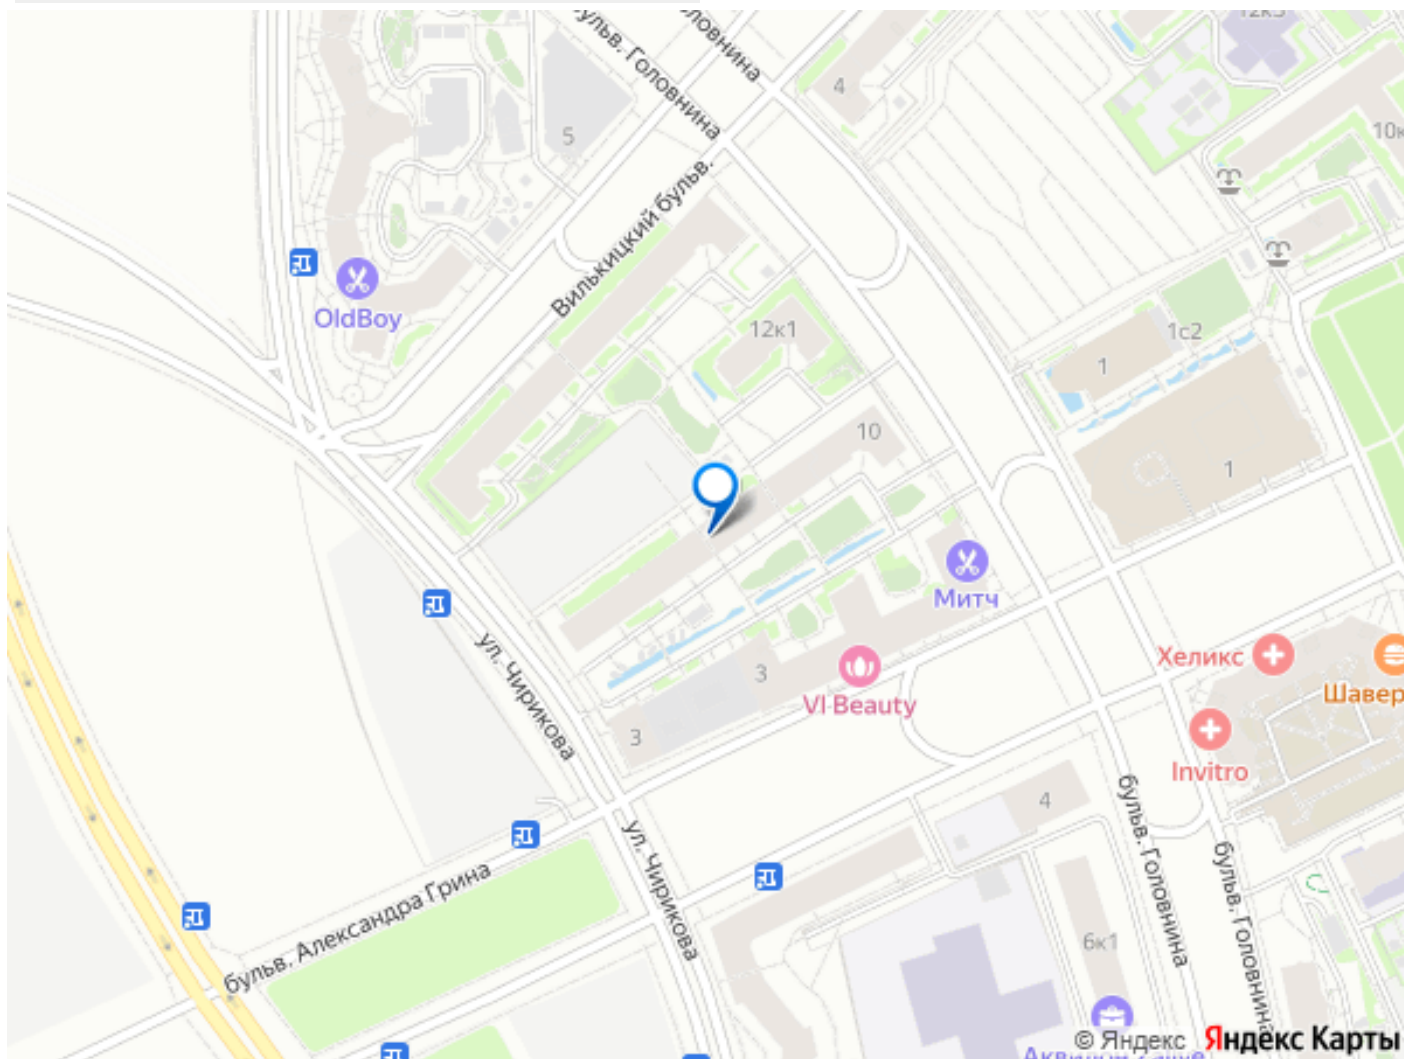 бульв. Головнина
Головнина
12к3
4
5
10к
Вилькицкий бульв.
OldBoy
12к1
1с2
1
10
1
Митч
ул. Чирикова
3
VI Beauty
3
Хеликс
Шавер
Invitro
4
бульв. Головнина
ул. Чирикова
бульв. Головнина
бульв. Александра Грина
6к1
© Яндекс Яндекс Карты